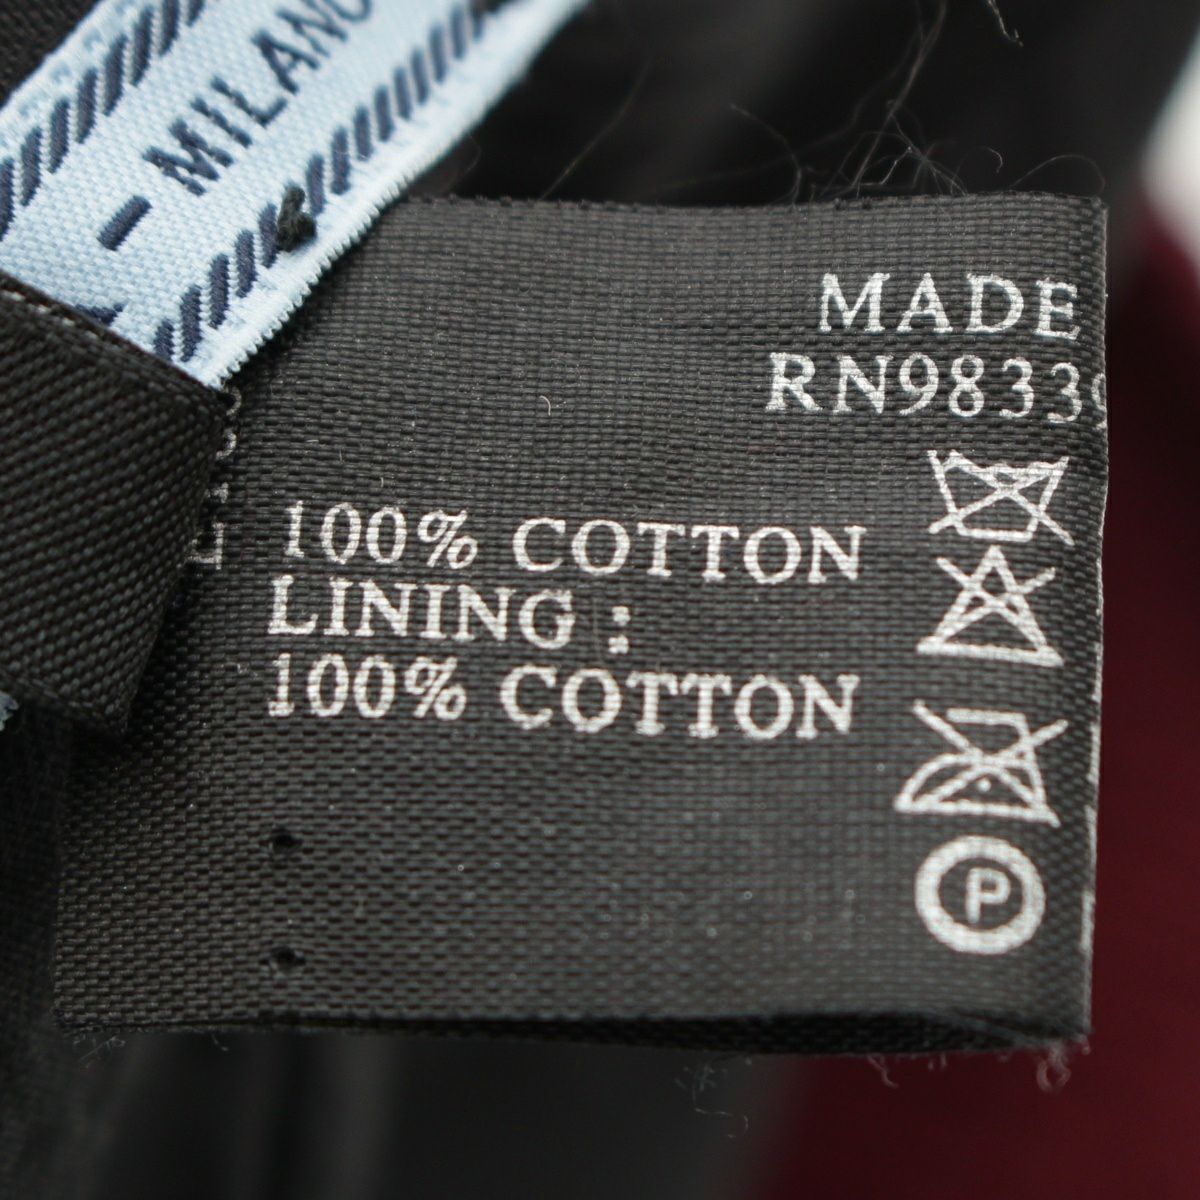 - MILANO
MADE
RN98339
100% COTTON
LINING :
100% COTTON
P